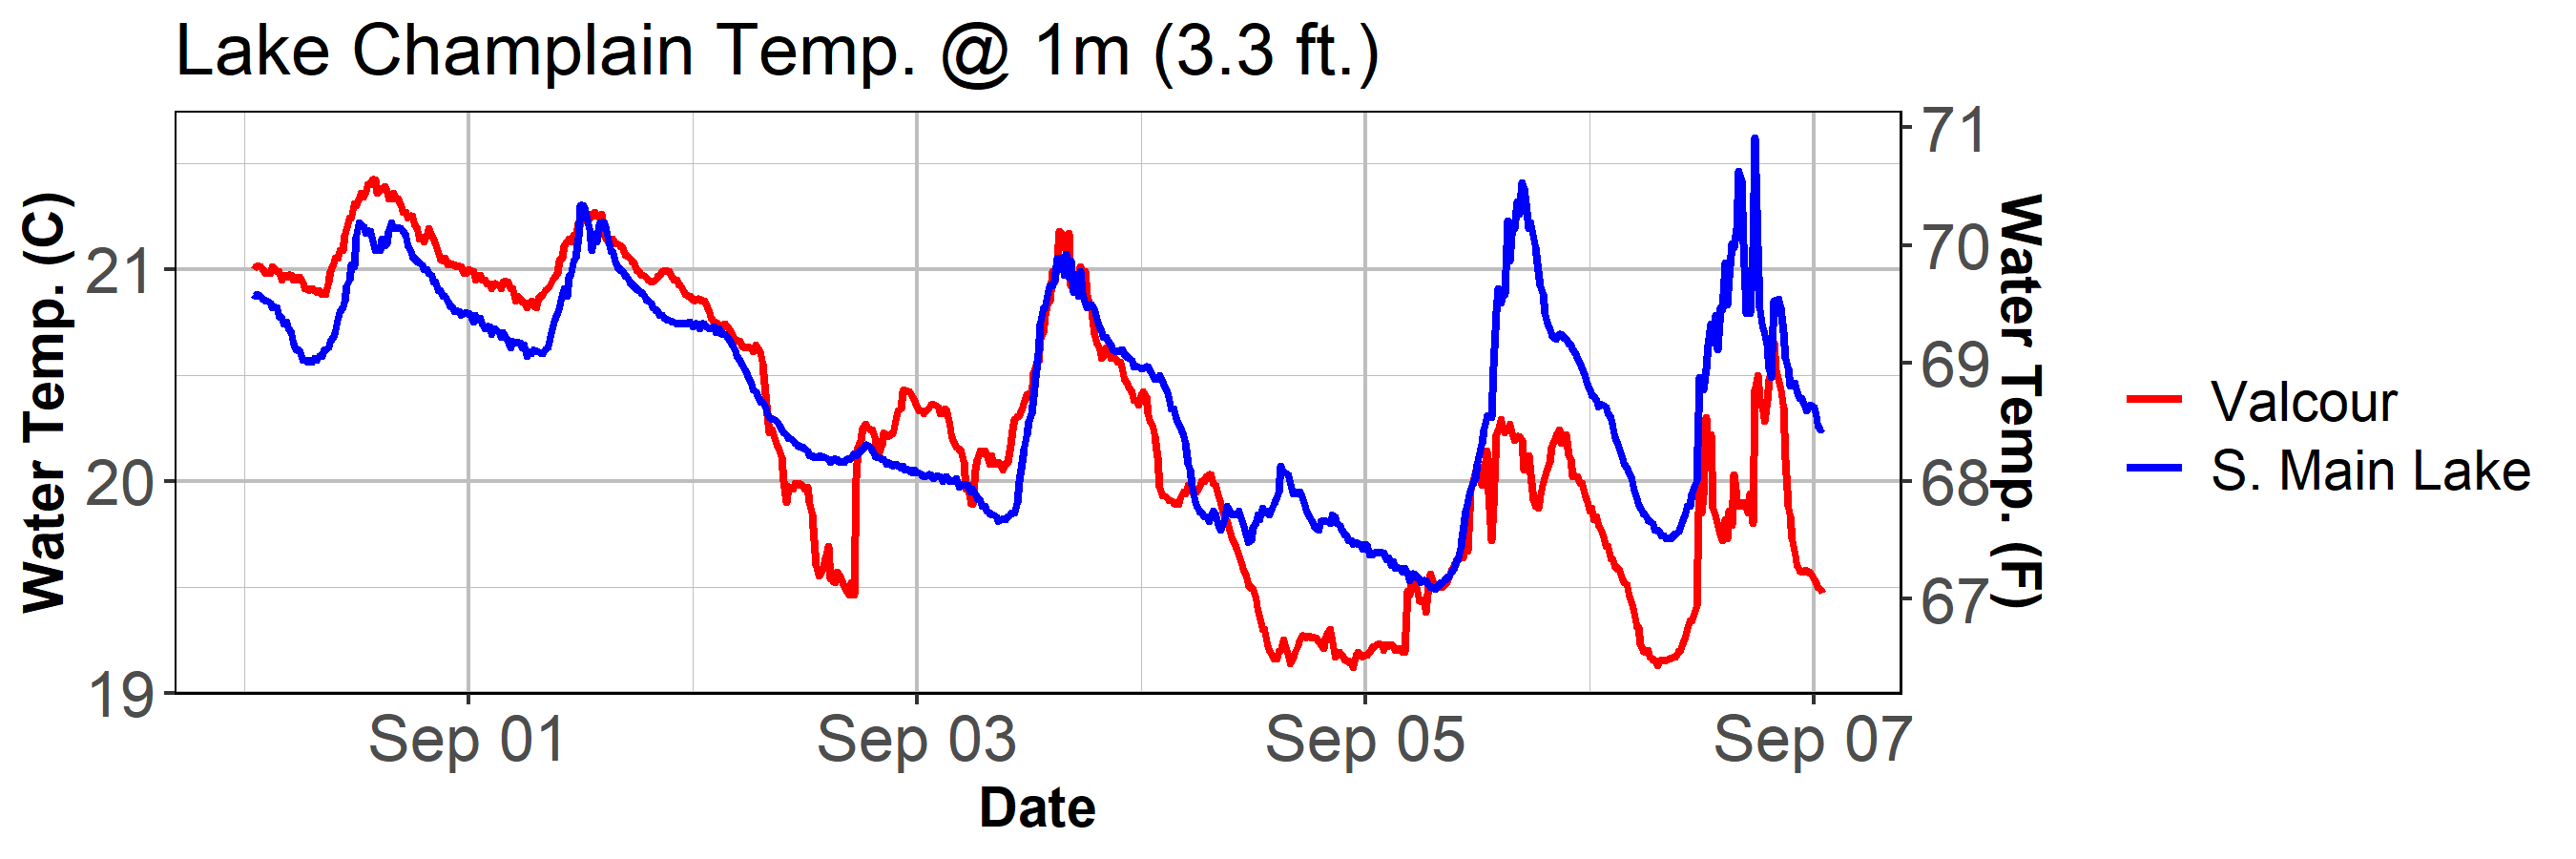 Lake Champlain Temp. @ 1m (3.3 ft.)
Water Temp. (C)
21
20
19
71
70
69
68
67
Water Temp. (F)
Sep 01
Sep 03
Sep 05
Sep 07
Date
Valcour
S. Main Lake